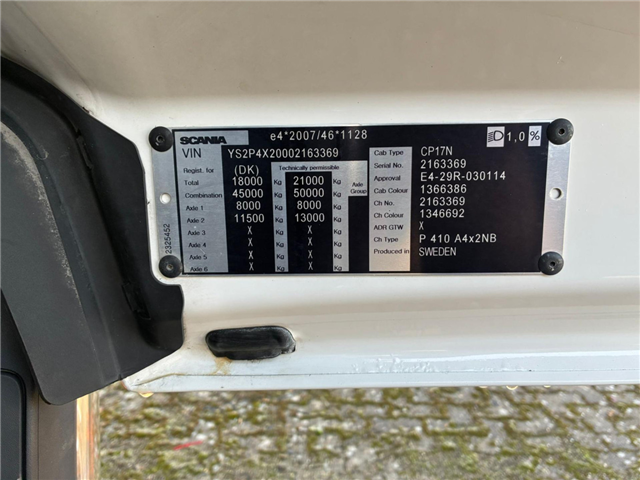 SCANIA e4*2007/46*1128 1,0%
VIN YS2P4X20002163369
Regist. for (DK) Technically permissible
Total 18000 Kg 21000 Kg Axle Group
Combination 45000 Kg 50000 Kg
Axle 1 8000 Kg 8000 Kg
Axle 2 11500 Kg 13000 Kg
Axle 3 X Kg X Kg
Axle 4 X Kg X Kg
Axle 5 X Kg X Kg
Axle 6 X Kg X Kg
2325452
Cab Type CP17N
Serial No. 2163369
Approval E4-29R-030114
Cab Colour 1366386
Ch No. 2163369
Ch Colour 1346692
ADR GTW X
Ch Type P 410 A4x2NB
Produced in SWEDEN